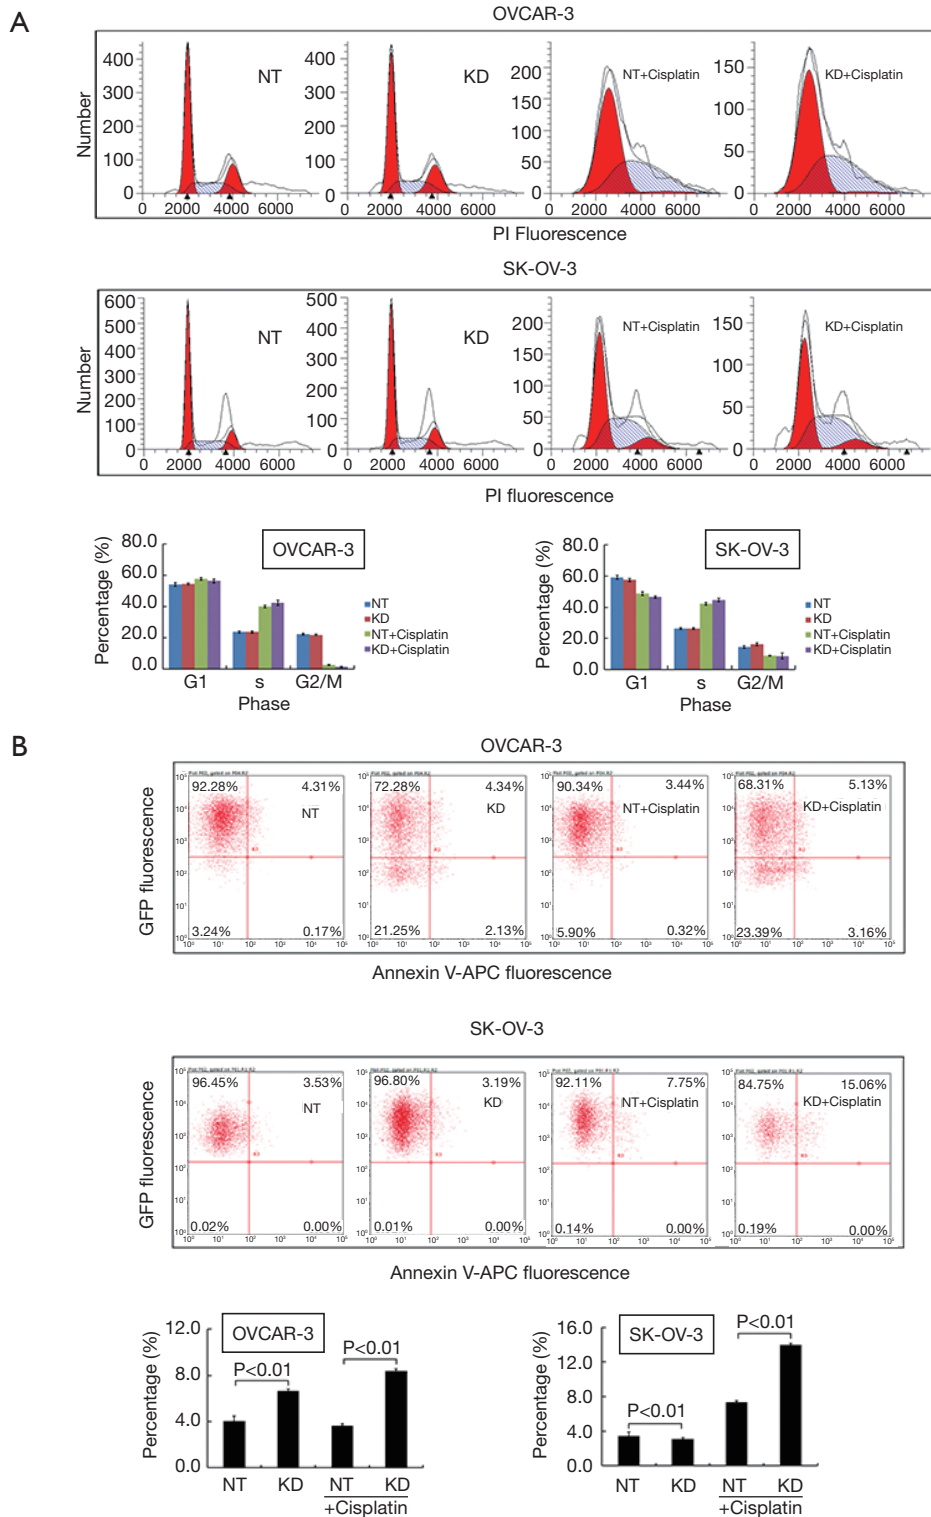 A
OVCAR-3
Number
400
300
200
100
0
NT
0 2000 4000 6000
400
300
200
100
0
KD
0 2000 4000 6000
200
150
100
50
0
NT+Cisplatin
0 2000 4000 6000
150
100
50
0
KD+Cisplatin
0 2000 4000 6000
PI Fluorescence
SK-OV-3
Number
600
500
400
300
200
100
0
NT
0 2000 4000 6000
500
400
300
200
100
0
KD
0 2000 4000 6000
200
150
100
50
0
NT+Cisplatin
0 2000 4000 6000
150
100
50
0
KD+Cisplatin
0 2000 4000 6000
PI fluorescence
OVCAR-3
Percentage (%)
80.0
60.0
40.0
20.0
0.0
G1 s G2/M
Phase
NT
KD
NT+Cisplatin
KD+Cisplatin
SK-OV-3
Percentage (%)
80.0
60.0
40.0
20.0
0.0
G1 s G2/M
Phase
NT
KD
NT+Cisplatin
KD+Cisplatin
B
OVCAR-3
GFP fluorescence
92.28% 4.31%
NT
3.24% 0.17%
72.28% 4.34%
KD
21.25% 2.13%
90.34% 3.44%
NT+Cisplatin
5.90% 0.32%
68.31% 5.13%
KD+Cisplatin
23.39% 3.16%
Annexin V-APC fluorescence
SK-OV-3
GFP fluorescence
96.45% 3.53%
NT
0.02% 0.00%
96.80% 3.19%
KD
0.01% 0.00%
92.11% 7.75%
NT+Cisplatin
0.14% 0.00%
84.75% 15.06%
KD+Cisplatin
0.19% 0.00%
Annexin V-APC fluorescence
OVCAR-3
Percentage (%)
12.0
8.0
4.0
0.0
P<0.01
P<0.01
NT KD NT KD
+Cisplatin
SK-OV-3
Percentage (%)
16.0
12.0
8.0
4.0
0.0
P<0.01
P<0.01
NT KD NT KD
+Cisplatin